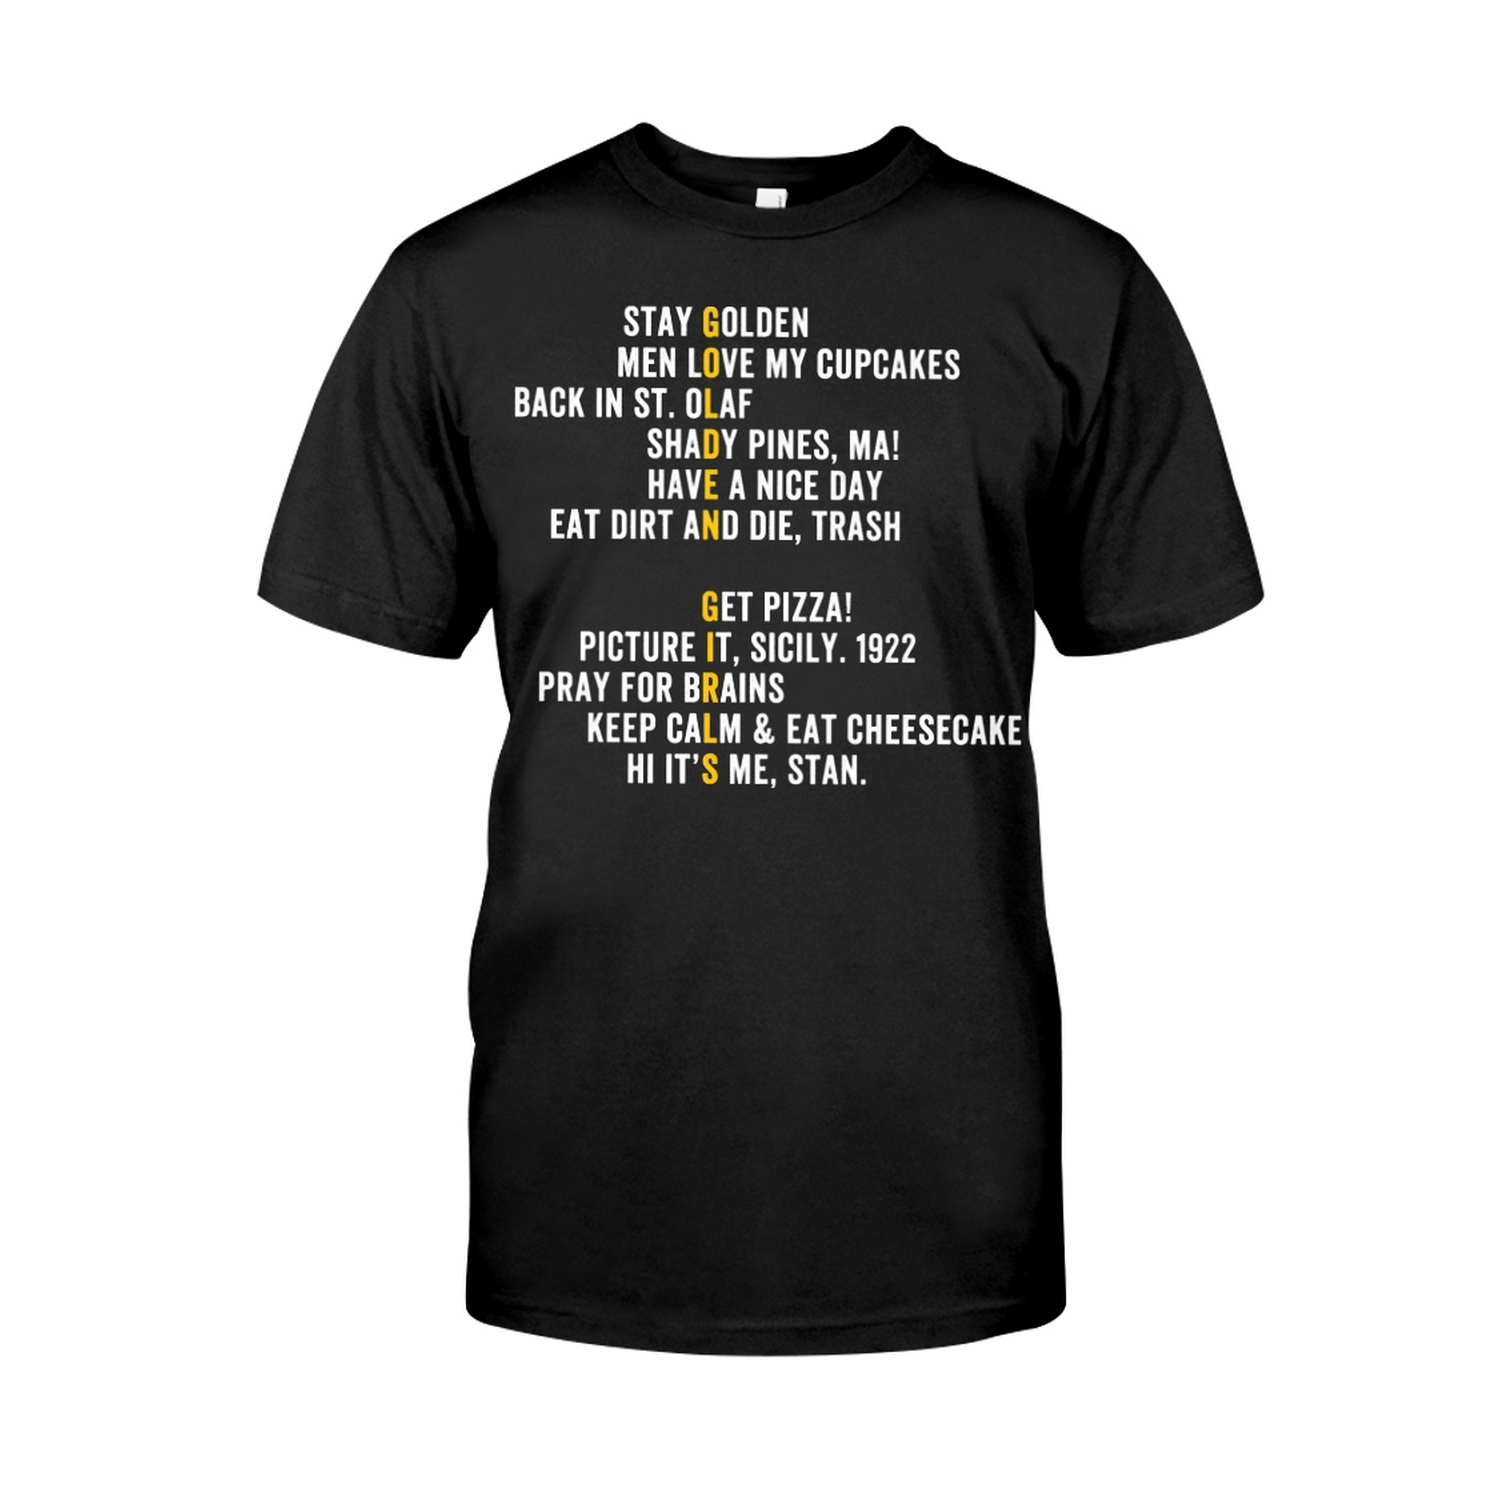 STAY GOLDEN
MEN LOVE MY CUPCAKES
BACK IN ST. OLAF
SHADY PINES, MA!
HAVE A NICE DAY
EAT DIRT AND DIE, TRASH
GET PIZZA!
PICTURE IT, SICILY. 1922
PRAY FOR BRAINS
KEEP CALM & EAT CHEESECAKE
HI IT’S ME, STAN.